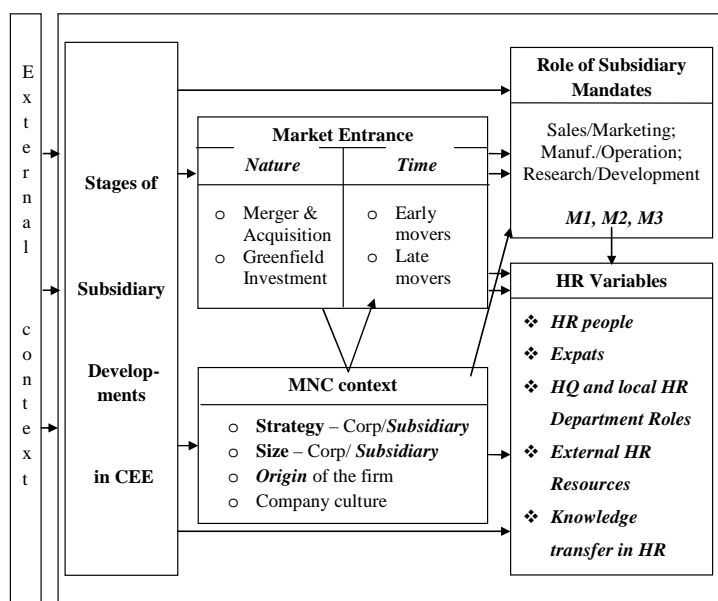 External
context
Stages of
Subsidiary
Develop-
ments
in CEE
Market Entrance
Nature
Time
o Merger &
Acquisition
o Greenfield
Investment
o Early
movers
o Late
movers
MNC context
o Strategy – Corp/Subsidiary
o Size – Corp/ Subsidiary
o Origin of the firm
o Company culture
Role of Subsidiary
Mandates
Sales/Marketing;
Manuf./Operation;
Research/Development
M1, M2, M3
HR Variables
❖ HR people
❖ Expats
❖ HQ and local HR
Department Roles
❖ External HR
Resources
❖ Knowledge
transfer in HR